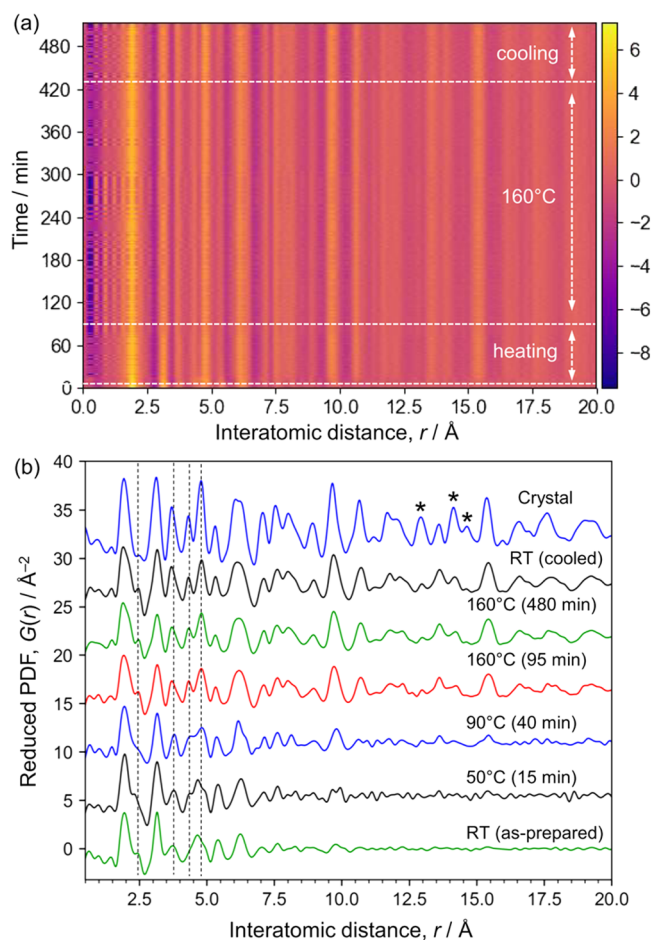 (a)
480
420
360
300
240
180
120
60
0
Time / min
cooling
160°C
heating
6
4
2
0
−2
−4
−6
−8
0.0 2.5 5.0 7.5 10.0 12.5 15.0 17.5 20.0
Interatomic distance, r / Å
(b)
40
35
30
25
20
15
10
5
0
Reduced PDF, G(r) / Å–2
* * *
Crystal
RT (cooled)
160°C (480 min)
160°C (95 min)
90°C (40 min)
50°C (15 min)
RT (as-prepared)
2.5 5.0 7.5 10.0 12.5 15.0 17.5 20.0
Interatomic distance, r / Å